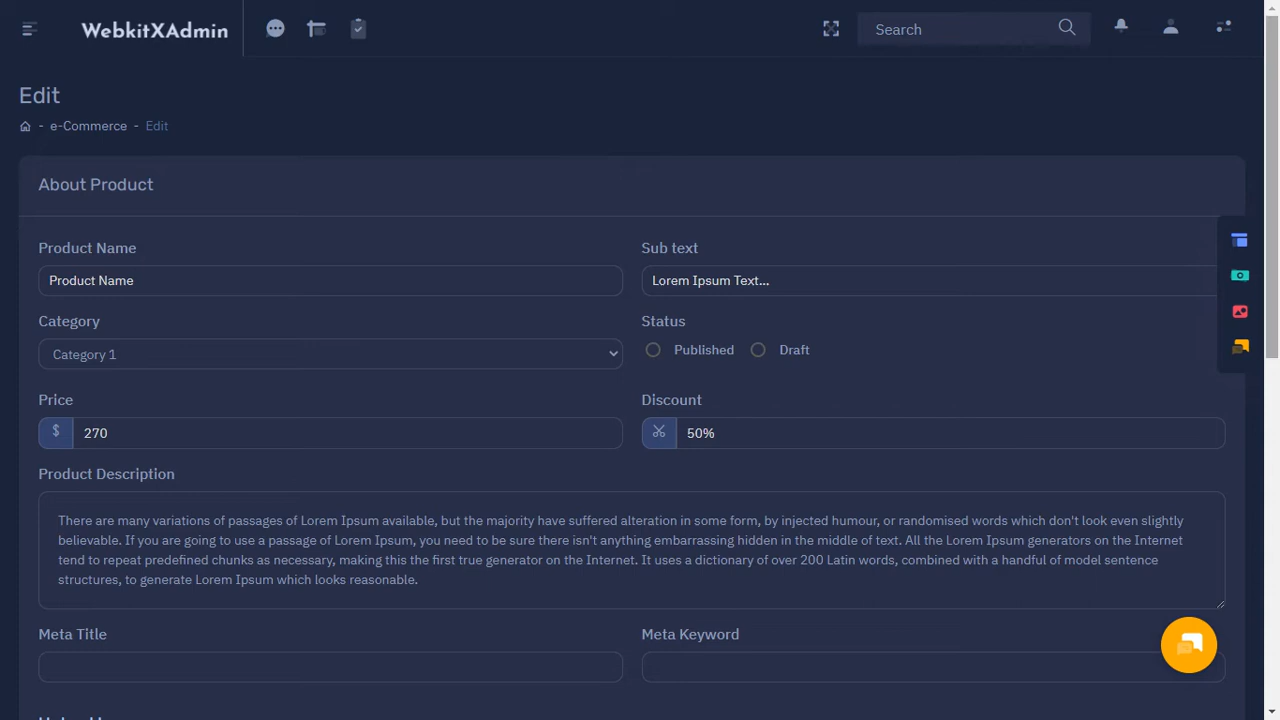 WebkitXAdmin
Search
Edit
- e-Commerce - Edit
About Product
Product Name
Sub text
Product Name
Lorem Ipsum Text...
Category
Status
Category 1
Published
Draft
Price
Discount
$
270
50%
Product Description
There are many variations of passages of Lorem Ipsum available, but the majority have suffered alteration in some form, by injected humour, or randomised words which don't look even slightly
believable. If you are going to use a passage of Lorem Ipsum, you need to be sure there isn't anything embarrassing hidden in the middle of text. All the Lorem Ipsum generators on the Internet
tend to repeat predefined chunks as necessary, making this the first true generator on the Internet. It uses a dictionary of over 200 Latin words, combined with a handful of model sentence
structures, to generate Lorem Ipsum which looks reasonable.
Meta Title
Meta Keyword